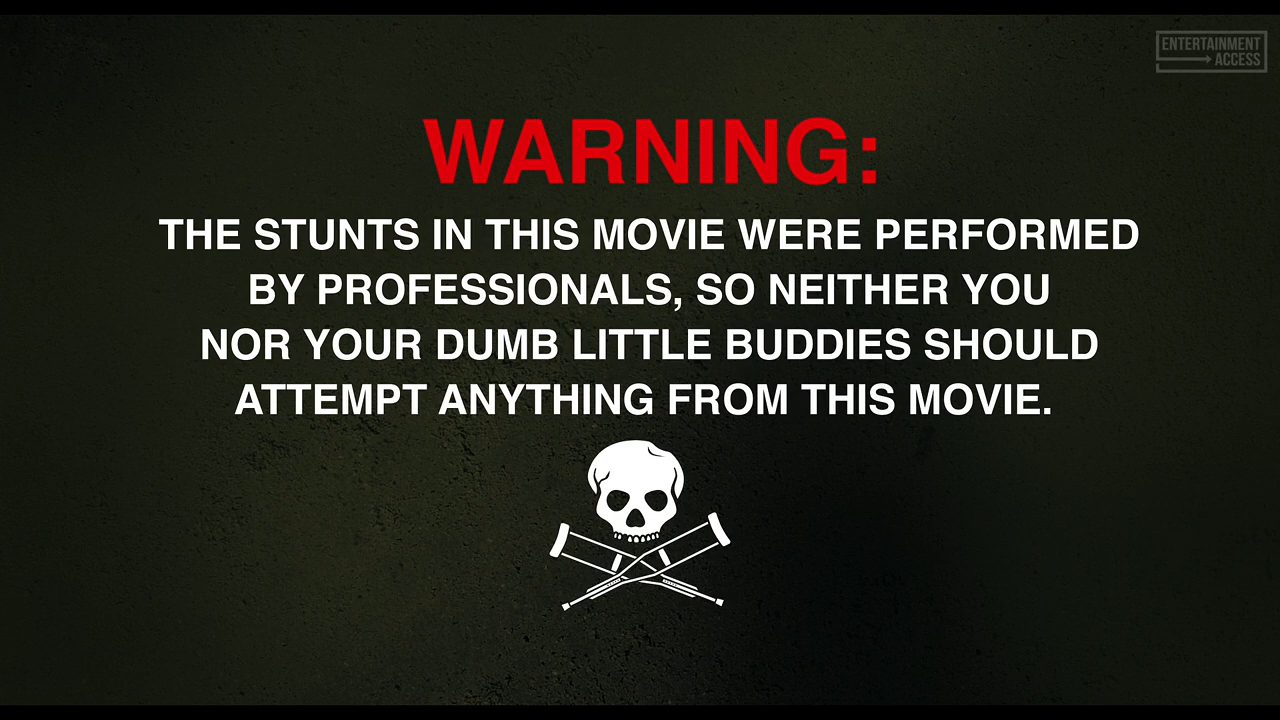 ENTERTAINMENT
ACCESS
WARNING:
THE STUNTS IN THIS MOVIE WERE PERFORMED
BY PROFESSIONALS, SO NEITHER YOU
NOR YOUR DUMB LITTLE BUDDIES SHOULD
ATTEMPT ANYTHING FROM THIS MOVIE.